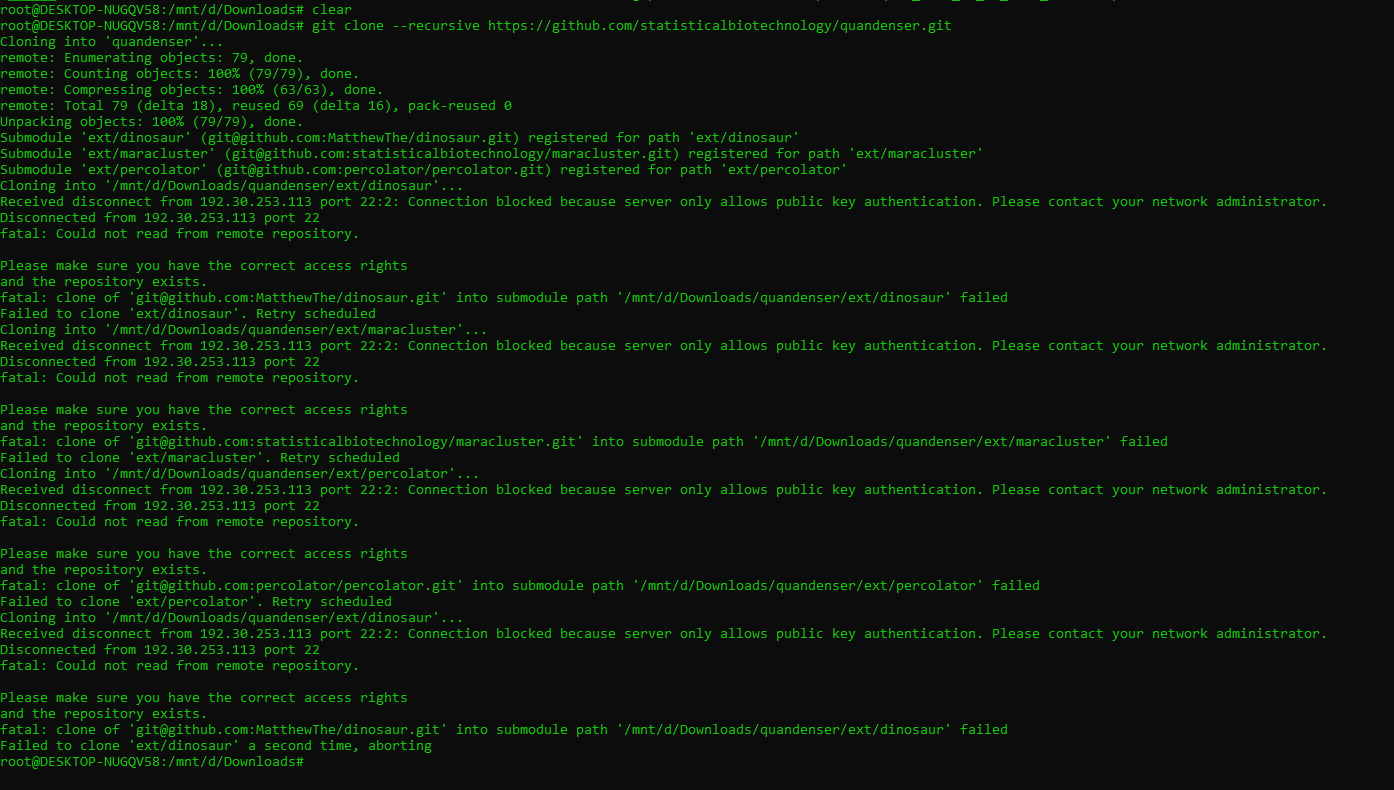 root@DESKTOP-NUGQV58:/mnt/d/Downloads# clear
root@DESKTOP-NUGQV58:/mnt/d/Downloads# git clone --recursive https://github.com/statisticalbiotechnology/quandenser.git
Cloning into 'quandenser'...
remote: Enumerating objects: 79, done.
remote: Counting objects: 100% (79/79), done.
remote: Compressing objects: 100% (63/63), done.
remote: Total 79 (delta 18), reused 69 (delta 16), pack-reused 0
Unpacking objects: 100% (79/79), done.
Submodule 'ext/dinosaur' (git@github.com:MatthewThe/dinosaur.git) registered for path 'ext/dinosaur'
Submodule 'ext/maracluster' (git@github.com:statisticalbiotechnology/maracluster.git) registered for path 'ext/maracluster'
Submodule 'ext/percolator' (git@github.com:percolator/percolator.git) registered for path 'ext/percolator'
Cloning into '/mnt/d/Downloads/quandenser/ext/dinosaur'...
Received disconnect from 192.30.253.113 port 22:2: Connection blocked because server only allows public key authentication. Please contact your network administrator.
Disconnected from 192.30.253.113 port 22
fatal: Could not read from remote repository.

Please make sure you have the correct access rights
and the repository exists.
fatal: clone of 'git@github.com:MatthewThe/dinosaur.git' into submodule path '/mnt/d/Downloads/quandenser/ext/dinosaur' failed
Failed to clone 'ext/dinosaur'. Retry scheduled
Cloning into '/mnt/d/Downloads/quandenser/ext/maracluster'...
Received disconnect from 192.30.253.113 port 22:2: Connection blocked because server only allows public key authentication. Please contact your network administrator.
Disconnected from 192.30.253.113 port 22
fatal: Could not read from remote repository.

Please make sure you have the correct access rights
and the repository exists.
fatal: clone of 'git@github.com:statisticalbiotechnology/maracluster.git' into submodule path '/mnt/d/Downloads/quandenser/ext/maracluster' failed
Failed to clone 'ext/maracluster'. Retry scheduled
Cloning into '/mnt/d/Downloads/quandenser/ext/percolator'...
Received disconnect from 192.30.253.113 port 22:2: Connection blocked because server only allows public key authentication. Please contact your network administrator.
Disconnected from 192.30.253.113 port 22
fatal: Could not read from remote repository.

Please make sure you have the correct access rights
and the repository exists.
fatal: clone of 'git@github.com:percolator/percolator.git' into submodule path '/mnt/d/Downloads/quandenser/ext/percolator' failed
Failed to clone 'ext/percolator'. Retry scheduled
Cloning into '/mnt/d/Downloads/quandenser/ext/dinosaur'...
Received disconnect from 192.30.253.113 port 22:2: Connection blocked because server only allows public key authentication. Please contact your network administrator.
Disconnected from 192.30.253.113 port 22
fatal: Could not read from remote repository.

Please make sure you have the correct access rights
and the repository exists.
fatal: clone of 'git@github.com:MatthewThe/dinosaur.git' into submodule path '/mnt/d/Downloads/quandenser/ext/dinosaur' failed
Failed to clone 'ext/dinosaur' a second time, aborting
root@DESKTOP-NUGQV58:/mnt/d/Downloads#